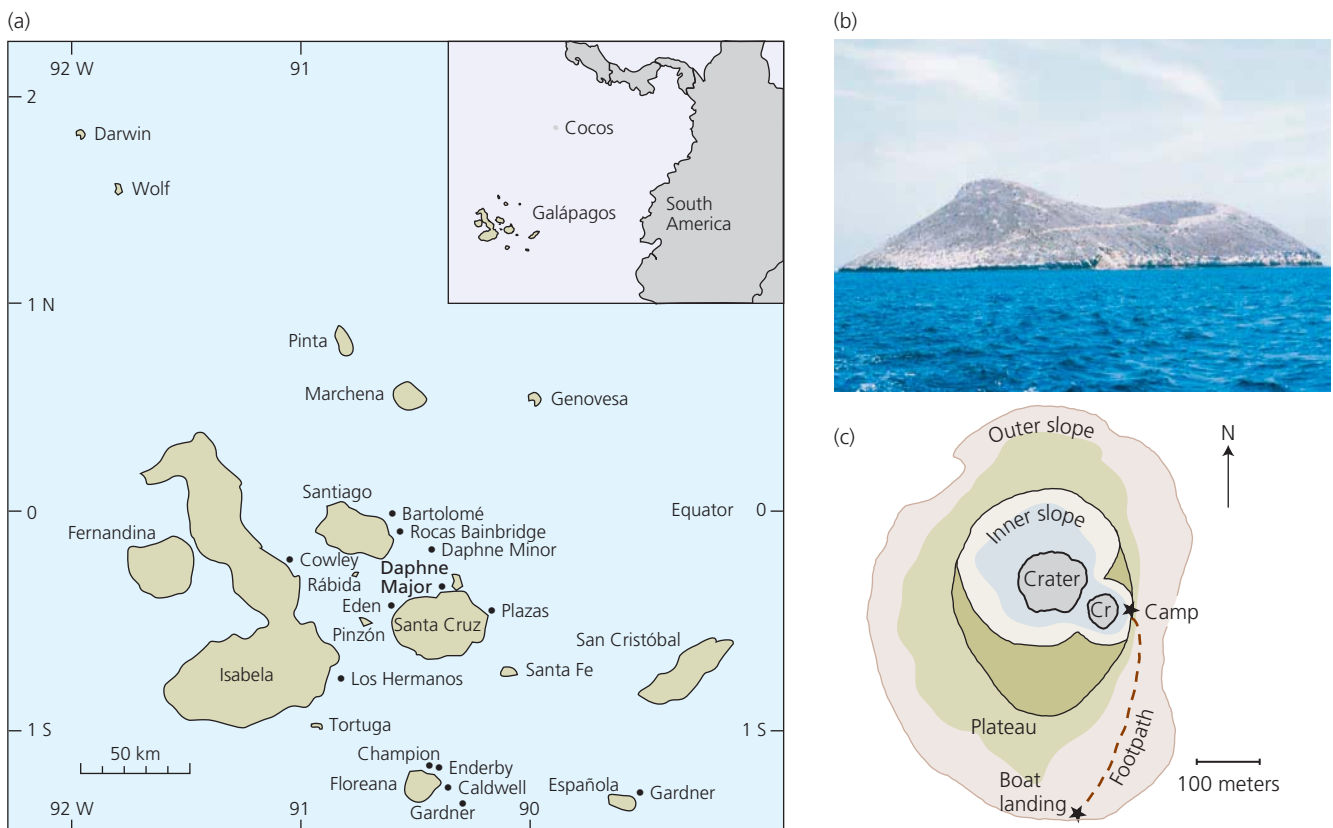 (a)
92 W
91
2
Darwin
Wolf
Cocos
Galápagos
South
America
1 N
Pinta
Marchena
Genovesa
Santiago
Bartolomé
Equator
0
0
Rocas Bainbridge
Fernandina
Daphne Minor
Cowley
Daphne
Major
Rábida
Eden
Plazas
Pinzón
Santa Cruz
San Cristóbal
Santa Fe
Isabela
Los Hermanos
Tortuga
1 S
1 S
50 km
Champion
Enderby
Floreana
Caldwell
Española
Gardner
Gardner
92 W
91
90
(b)
(c)
Outer slope
N
Inner slope
Crater
Cr
Camp
Plateau
Footpath
Boat
landing
100 meters